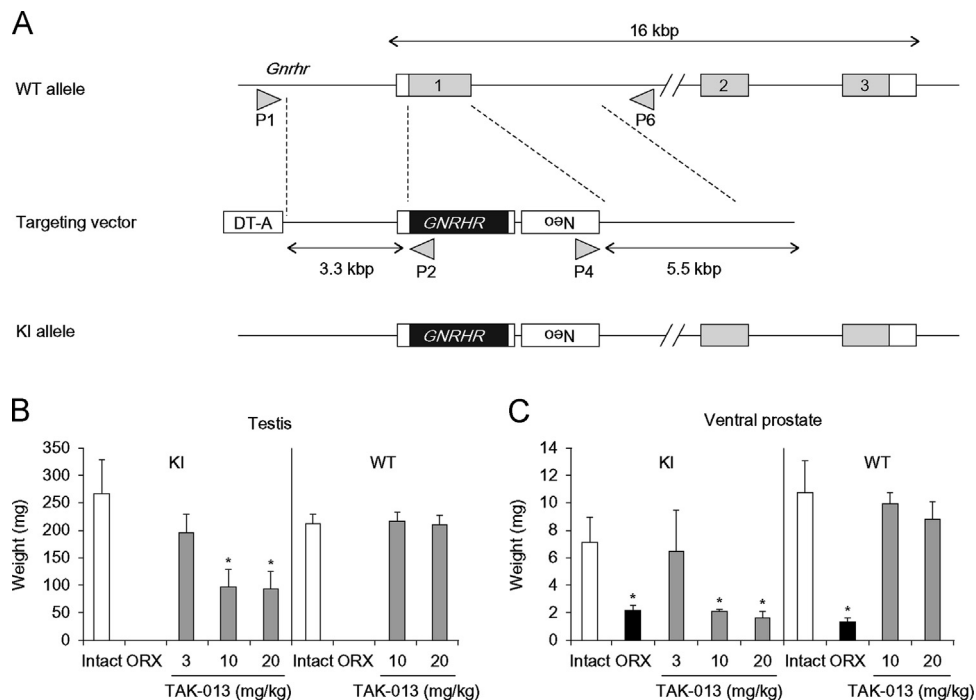 A
16 kbp
Gnrhr
WT allele
1
2
3
P1
P6
Targeting vector
DT-A
GNRHR
Neo
3.3 kbp
P2
P4
5.5 kbp
KI allele
GNRHR
Neo
B
Testis
350
300
250
200
150
100
50
0
Weight (mg)
KI
WT
* *
Intact ORX 3 10 20 Intact ORX 10 20
TAK-013 (mg/kg) TAK-013 (mg/kg)
C
Ventral prostate
14
12
10
8
6
4
2
0
Weight (mg)
KI
WT
* * * *
Intact ORX 3 10 20 Intact ORX 10 20
TAK-013 (mg/kg) TAK-013 (mg/kg)